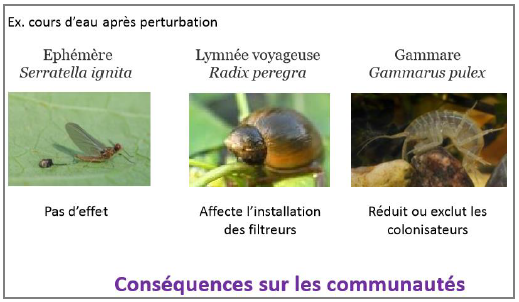 Ex. cours d'eau après perturbation
Ephémère
Serratella ignita
Lymnée voyageuse
Radix peregra
Gammare
Gammarus pulex
Pas d'effet
Affecte l'installation
des filtreurs
Réduit ou exclut les
colonisateurs
Conséquences sur les communautés